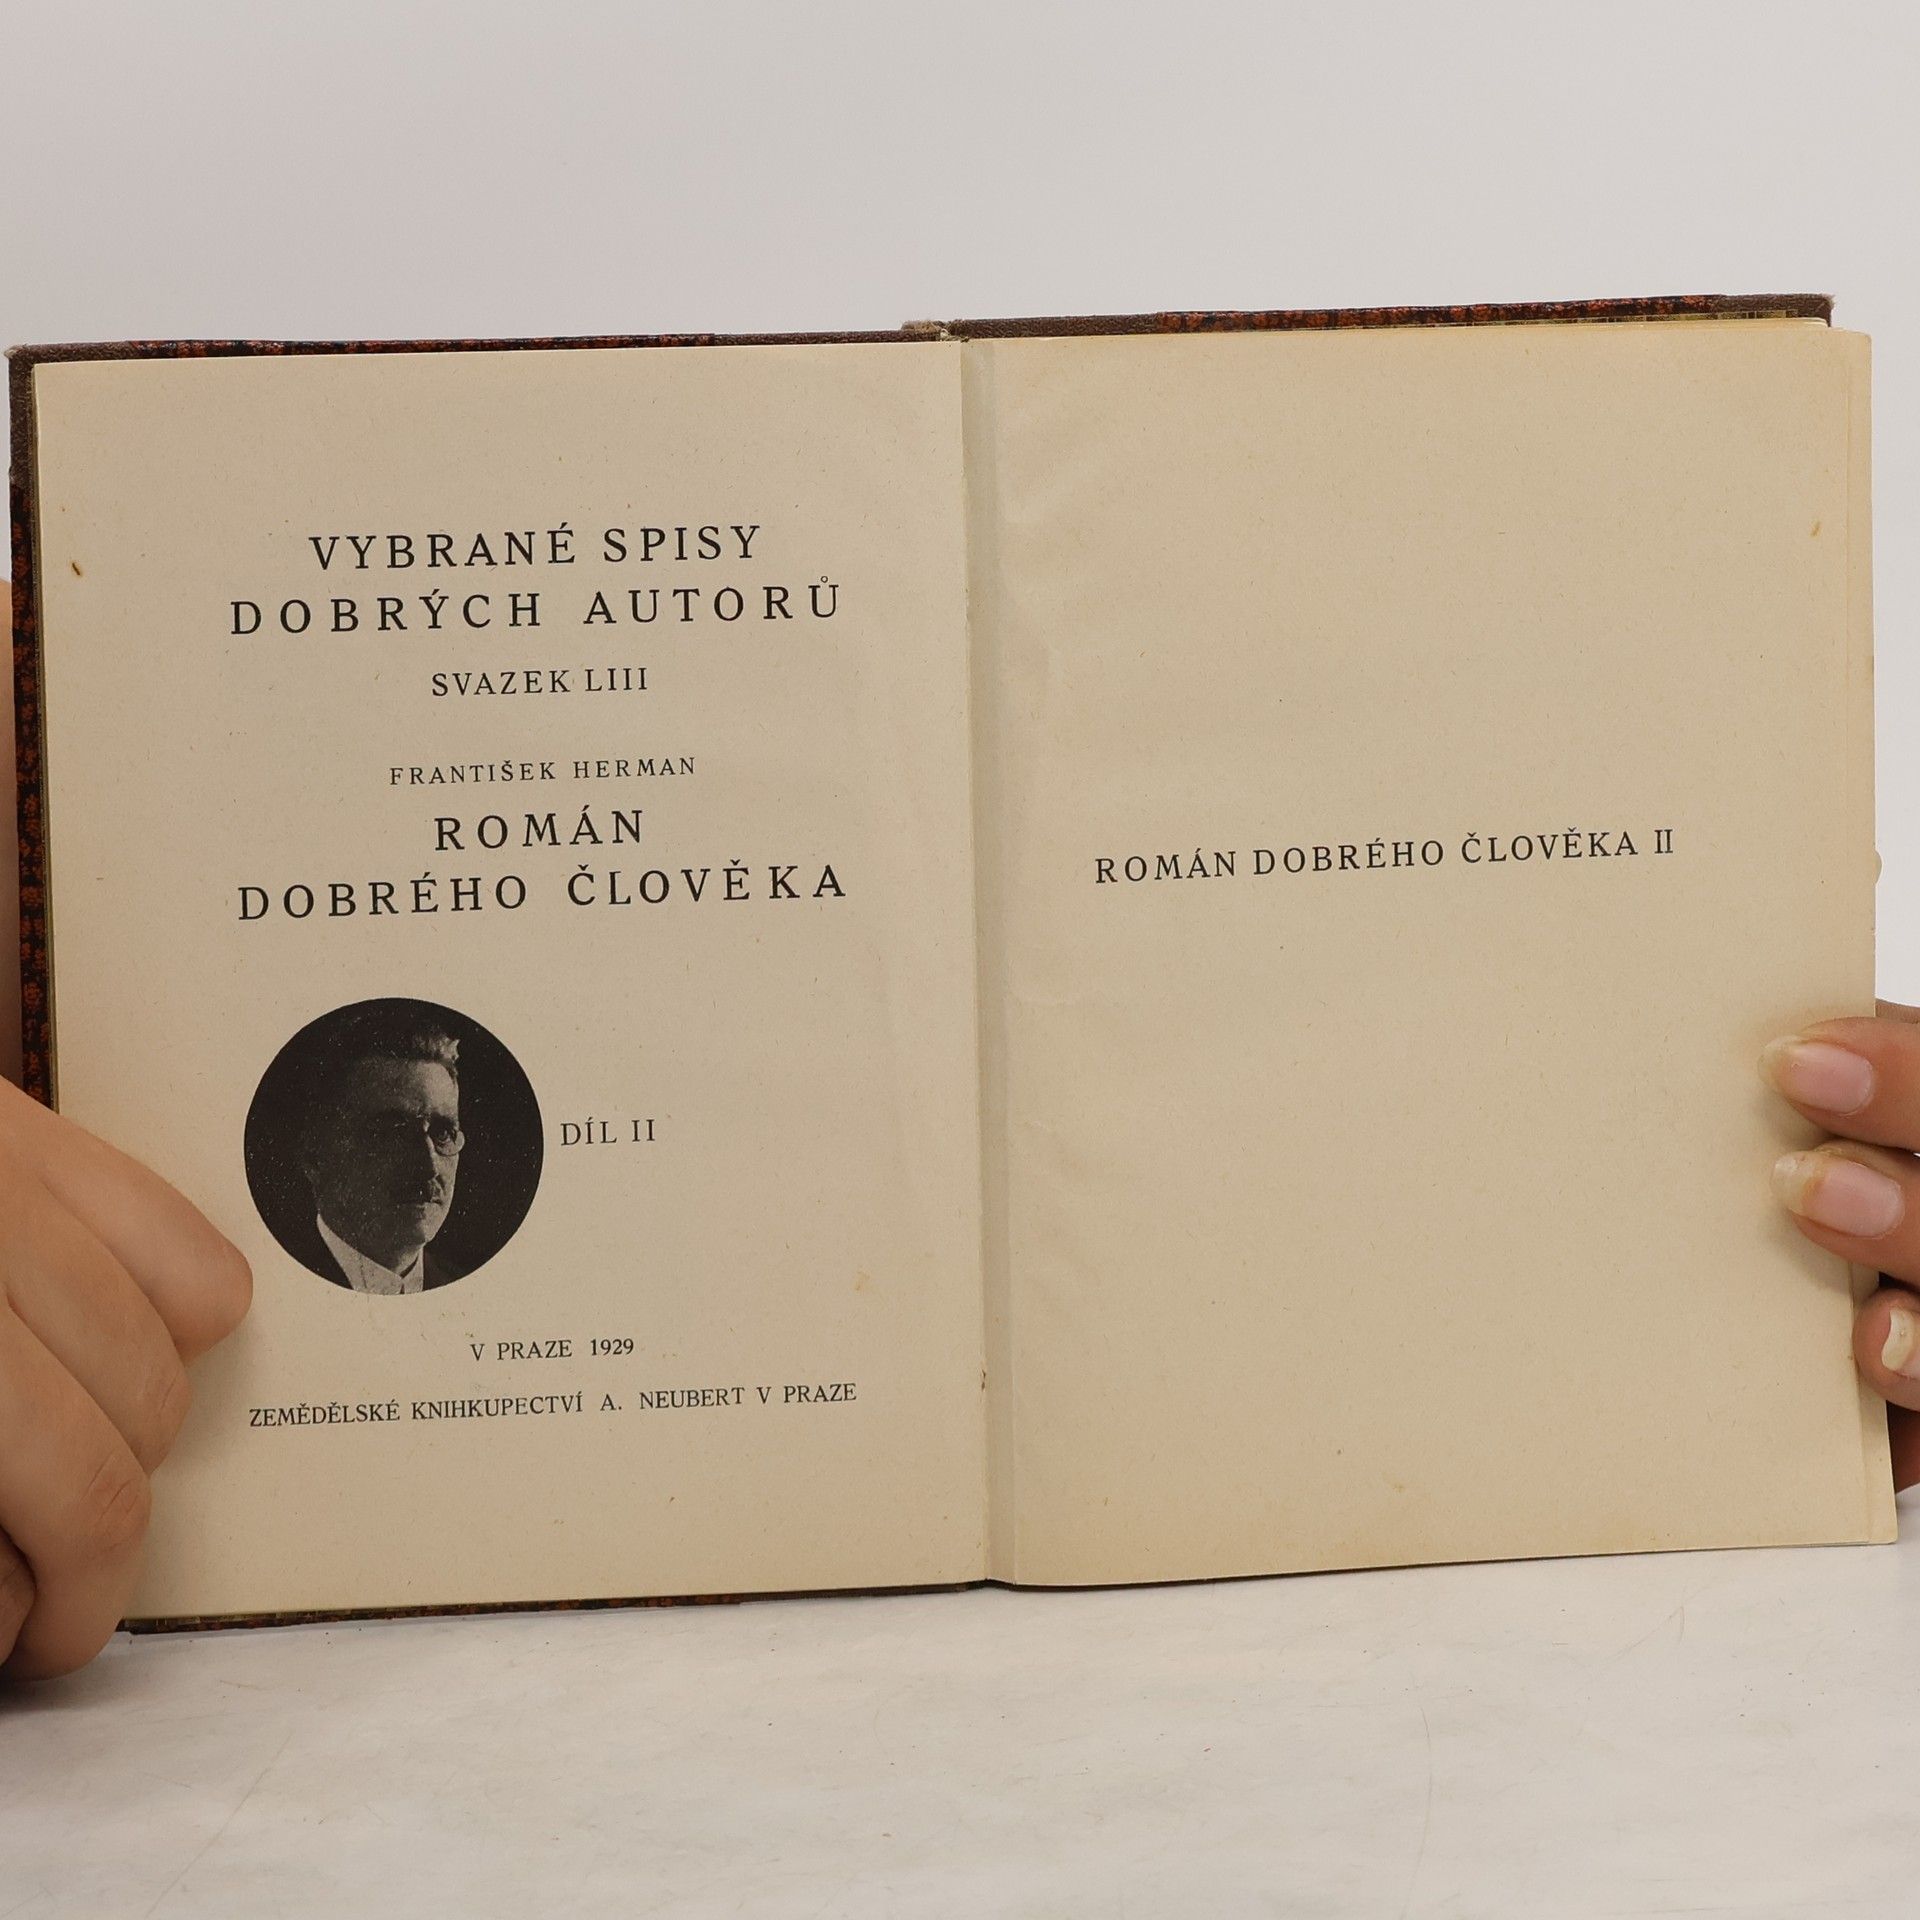 VYBRANÉ SPISY
DOBRÝCH AUTORŮ
SVAZEK LIII
FRANTIŠEK HERMAN
ROMÁN
DOBRÉHO ČLOVĚKA
DÍL II
V PRAZE 1929
ZEMĚDĚLSKÉ KNIHKUPECTVÍ A. NEUBERT V PRAZE
ROMÁN DOBRÉHO ČLOVĚKA II